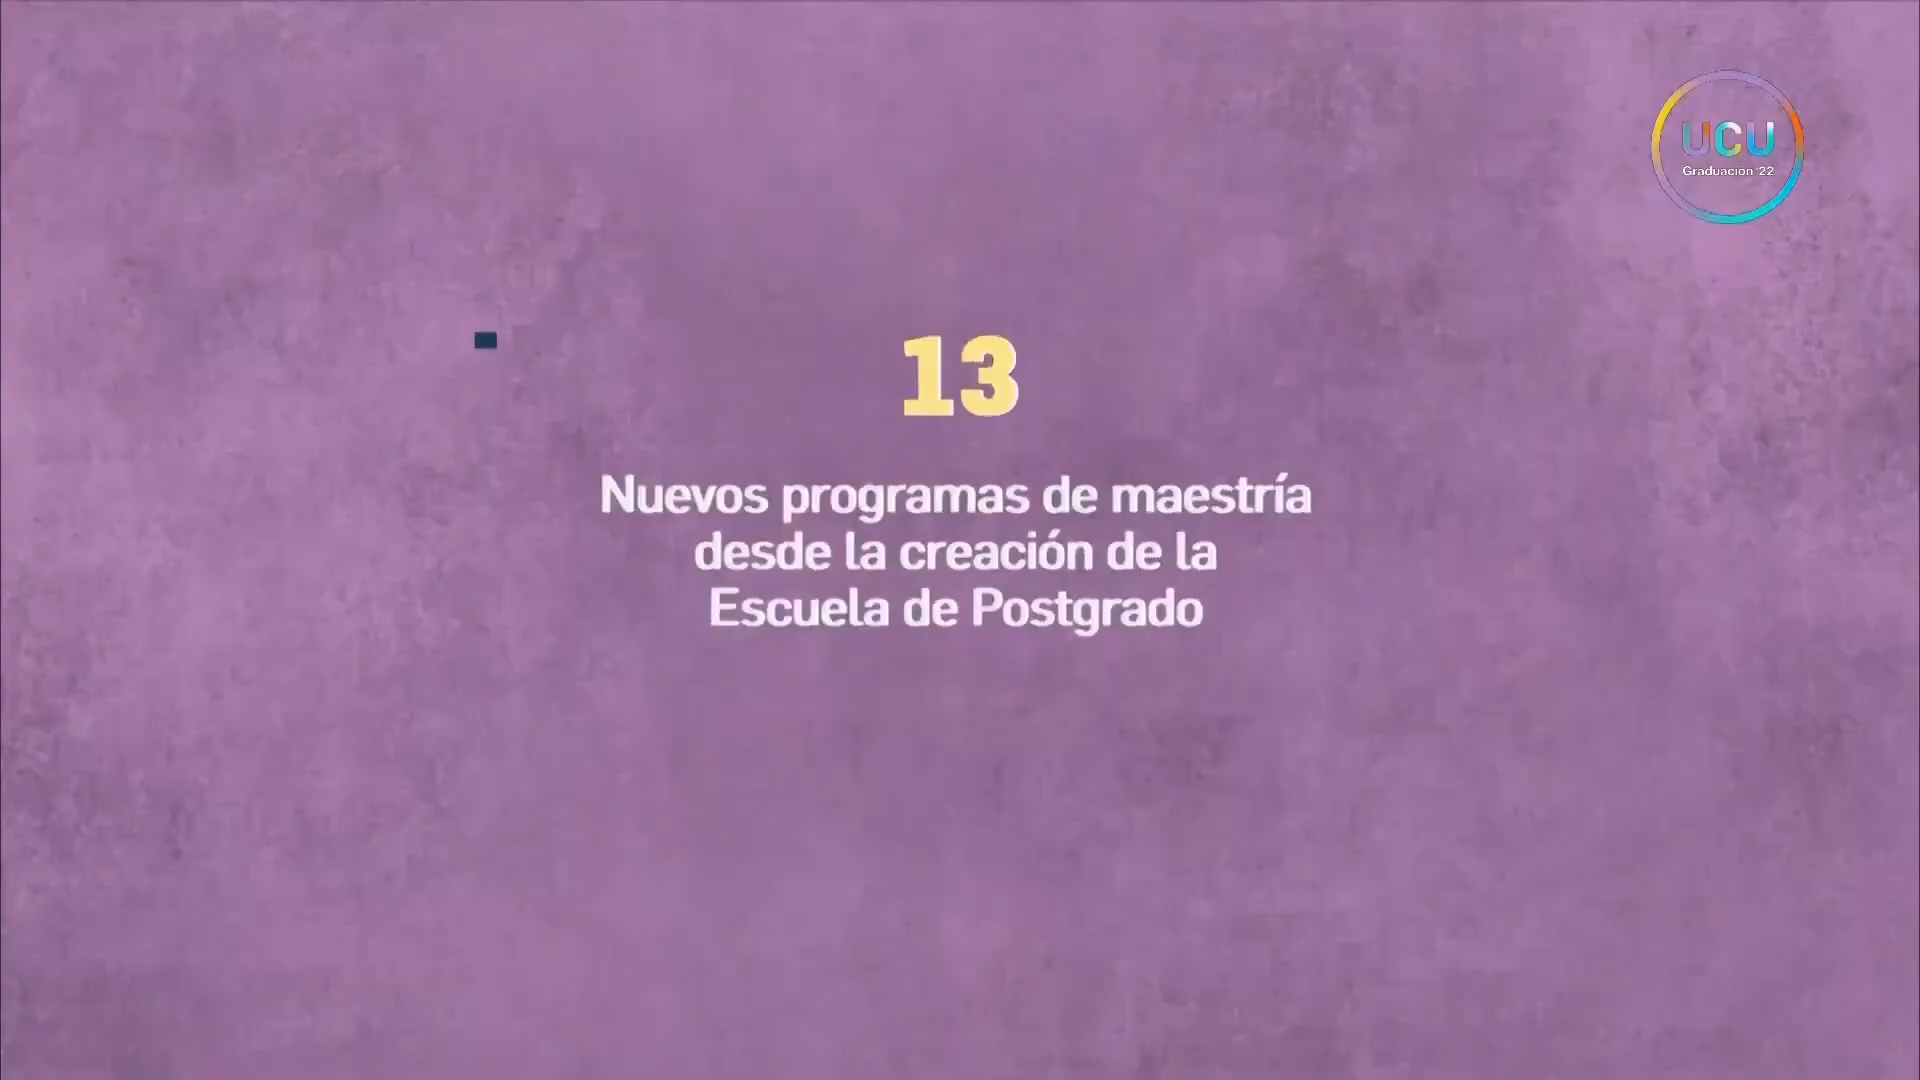 UCU
Graduación '22
13
Nuevos programas de maestría
desde la creación de la
Escuela de Postgrado